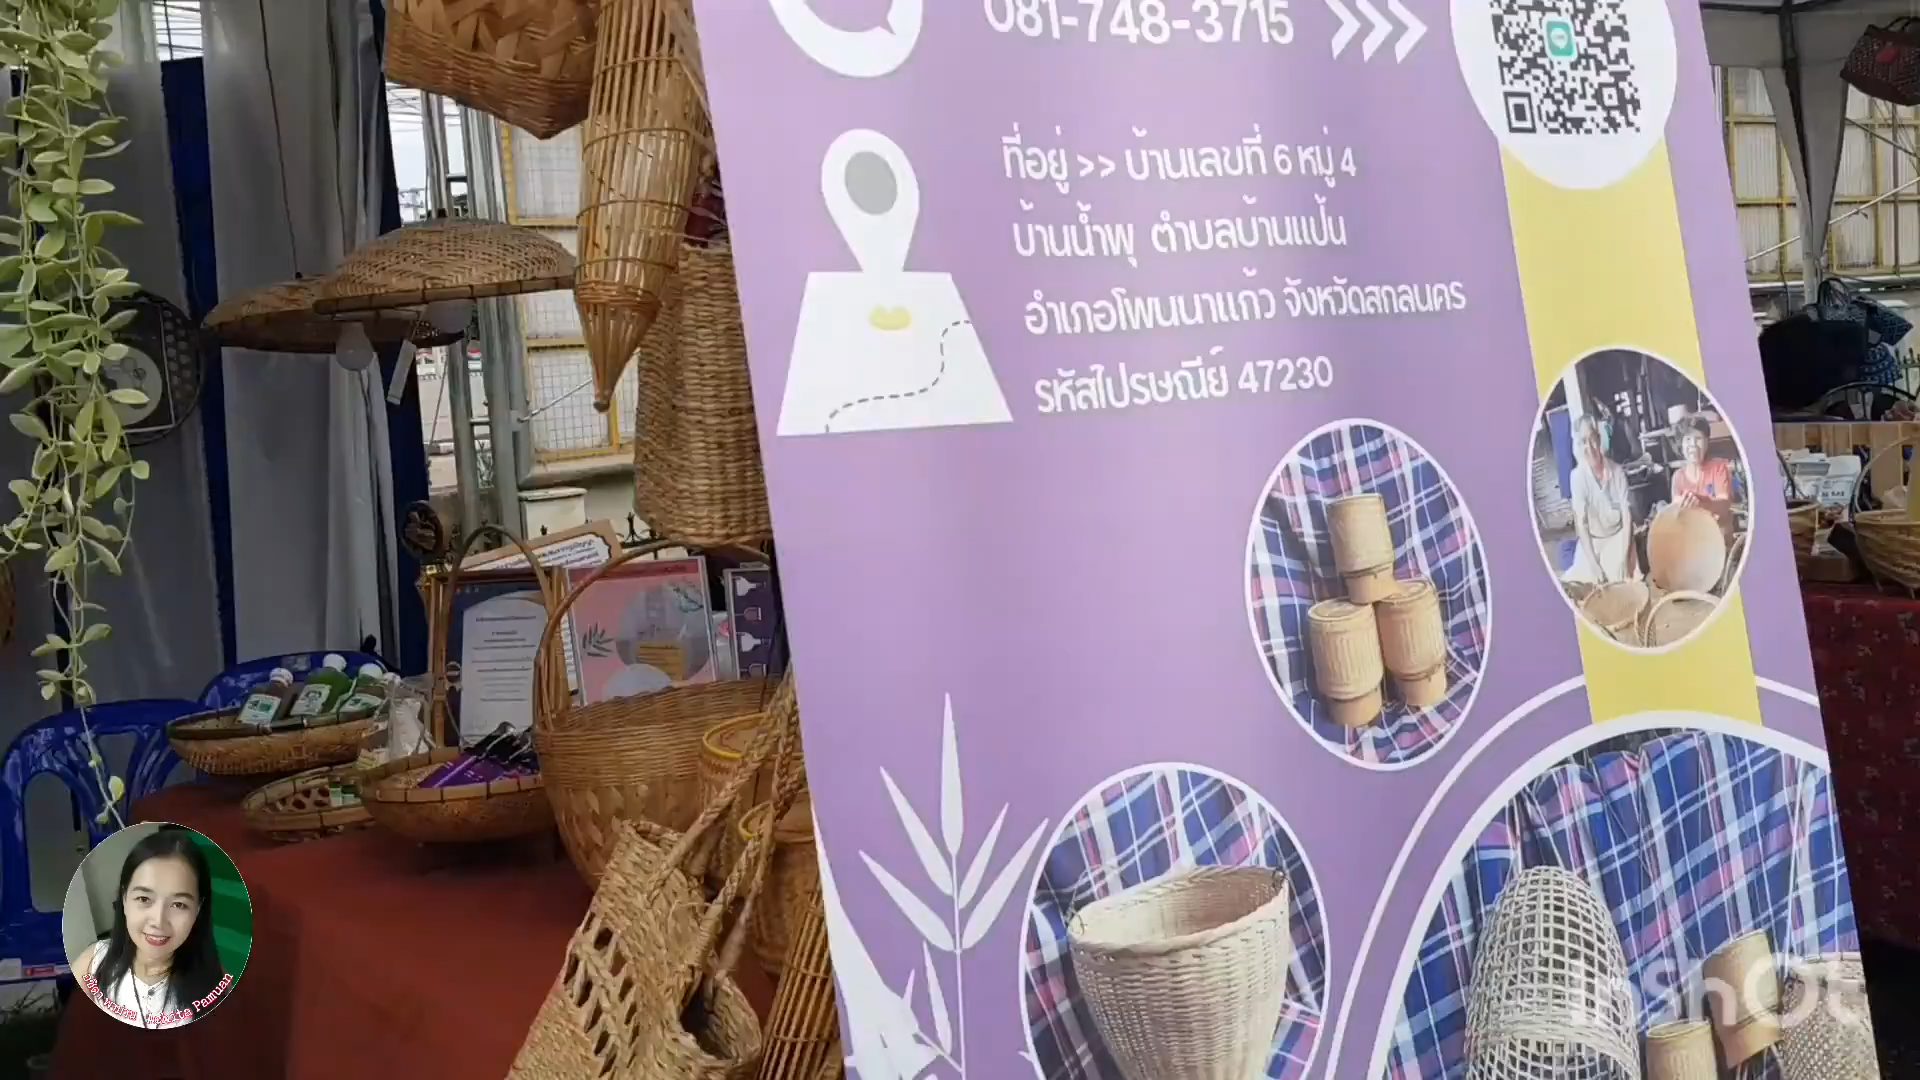 081-748-3715 >>>
ที่อยู่ >> บ้านเลขที่ 6 หมู่ 4
บ้านน้ำพุ ตำบลบ้านแป้น
อำเภอโพนนาแก้ว จังหวัดสกลนคร
รหัสไปรษณีย์ 47230
Pamuan
InShOt